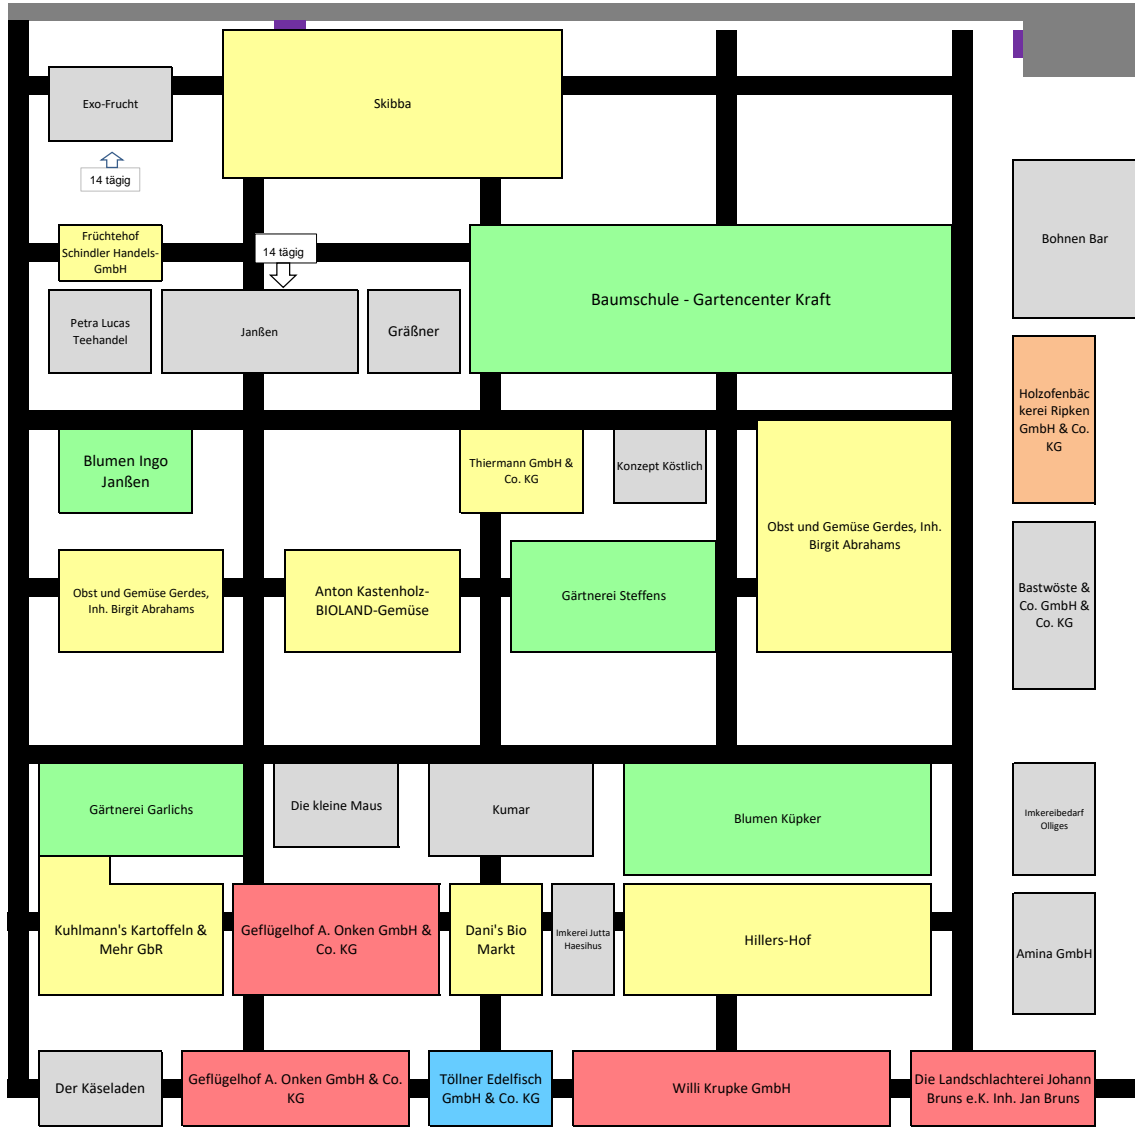 Exo-Frucht
Skibba
14 tägig
Früchtehof
Schindler Handels-
GmbH
14 tägig
Baumschule - Gartencenter Kraft
Bohnen Bar
Petra Lucas
Teehandel
Janßen
Gräßner
Holzofenbäc
kerei Ripken
GmbH & Co.
KG
Blumen Ingo
Janßen
Thiermann GmbH &
Co. KG
Konzept Köstlich
Obst und Gemüse Gerdes, Inh.
Birgit Abrahams
Obst und Gemüse Gerdes,
Inh. Birgit Abrahams
Anton Kastenholz-
BIOLAND-Gemüse
Gärtnerei Steffens
Bastwöste &
Co. GmbH &
Co. KG
Gärtnerei Garlichs
Die kleine Maus
Kumar
Blumen Küpker
Imkereibedarf
Olliges
Kuhlmann's Kartoffeln &
Mehr GbR
Geflügelhof A. Onken GmbH &
Co. KG
Dani's Bio
Markt
Imkerei Jutta
Haesihus
Hillers-Hof
Amina GmbH
Der Käseladen
Geflügelhof A. Onken GmbH & Co.
KG
Töllner Edelfisch
GmbH & Co. KG
Willi Krupke GmbH
Die Landschlachterei Johann
Bruns e.K. Inh. Jan Bruns